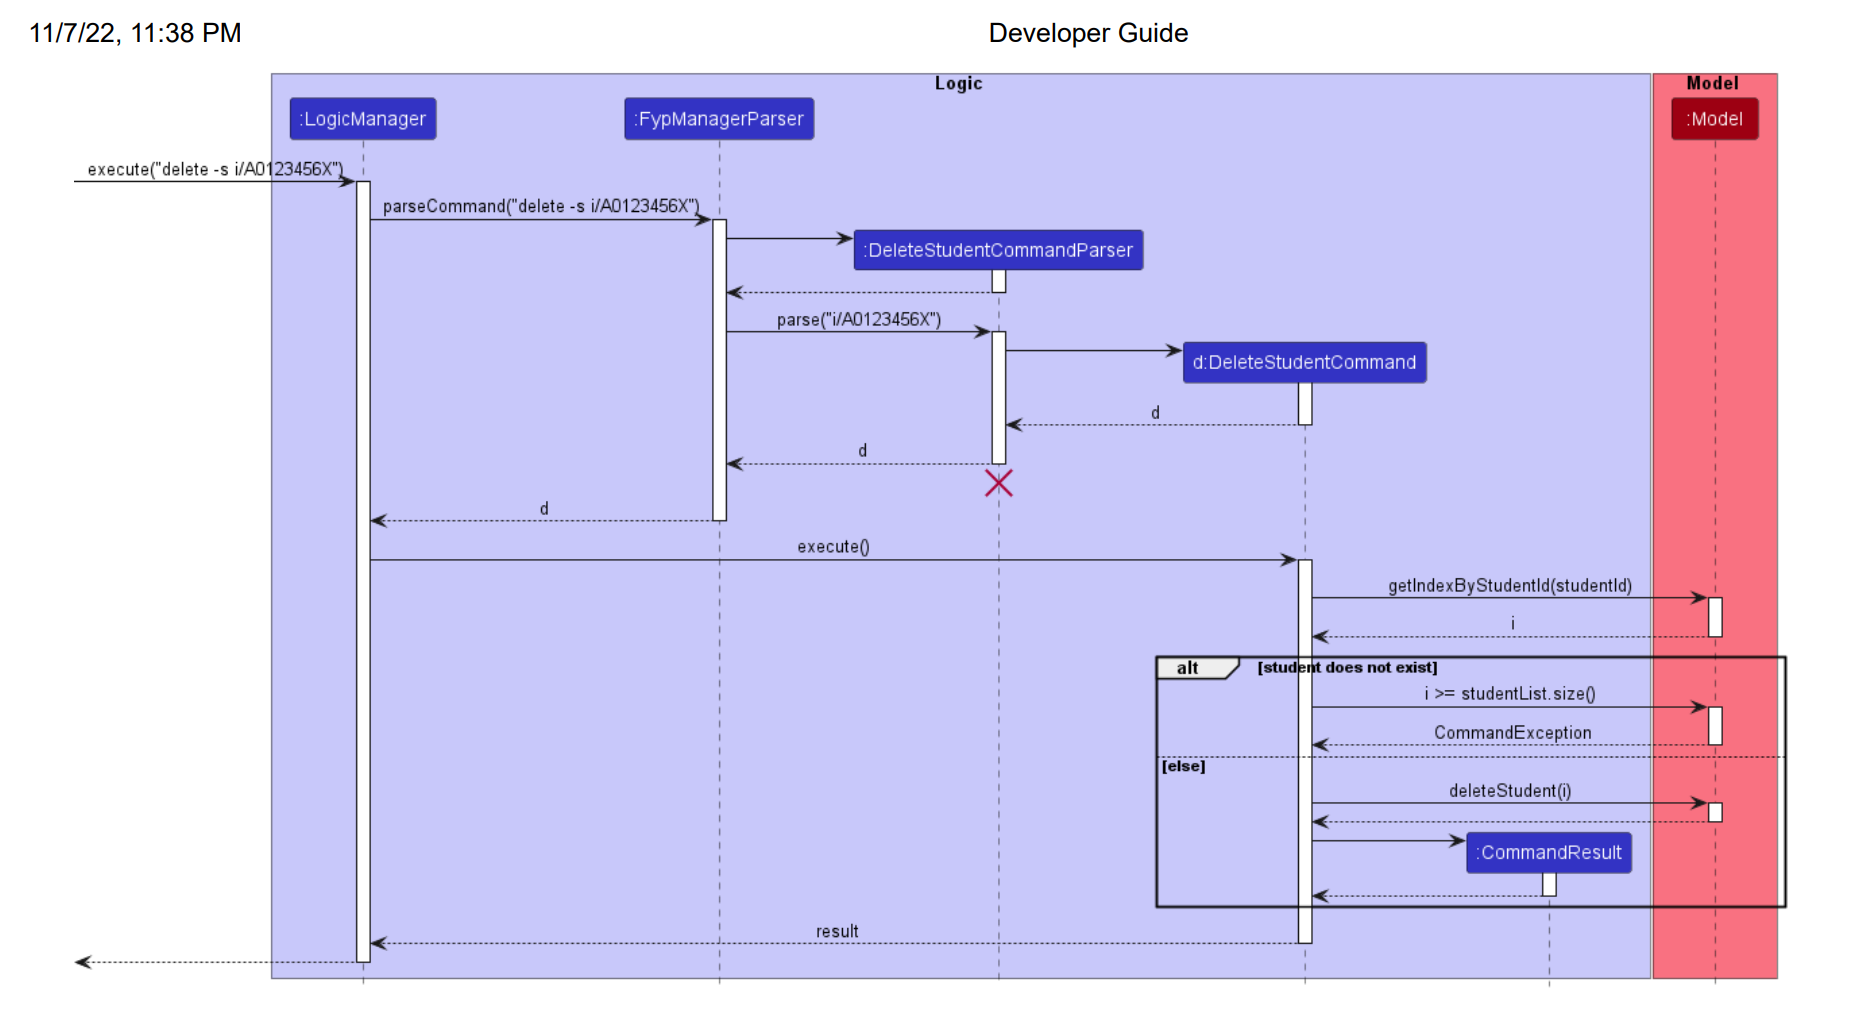 11/7/22, 11:38 PM
Developer Guide
Logic
Model
:LogicManager
:FypManagerParser
:Model
execute("delete -s i/A0123456X")
parseCommand("delete -s i/A0123456X")
:DeleteStudentCommandParser
parse("i/A0123456X")
d:DeleteStudentCommand
d
d
d
execute()
getIndexByStudentId(studentId)
i
alt
[student does not exist]
i >= studentList.size()
CommandException
[else]
deleteStudent(i)
:CommandResult
result